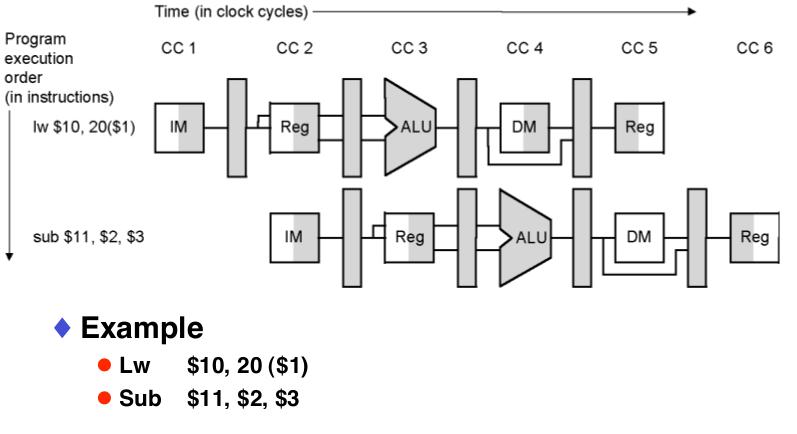 Time (in clock cycles)
Program
execution
order
(in instructions)
CC 1 CC 2 CC 3 CC 4 CC 5 CC 6
lw $10, 20($1) IM Reg ALU DM Reg
sub $11, $2, $3 IM Reg ALU DM Reg
Example
Lw $10, 20 ($1)
Sub $11, $2, $3